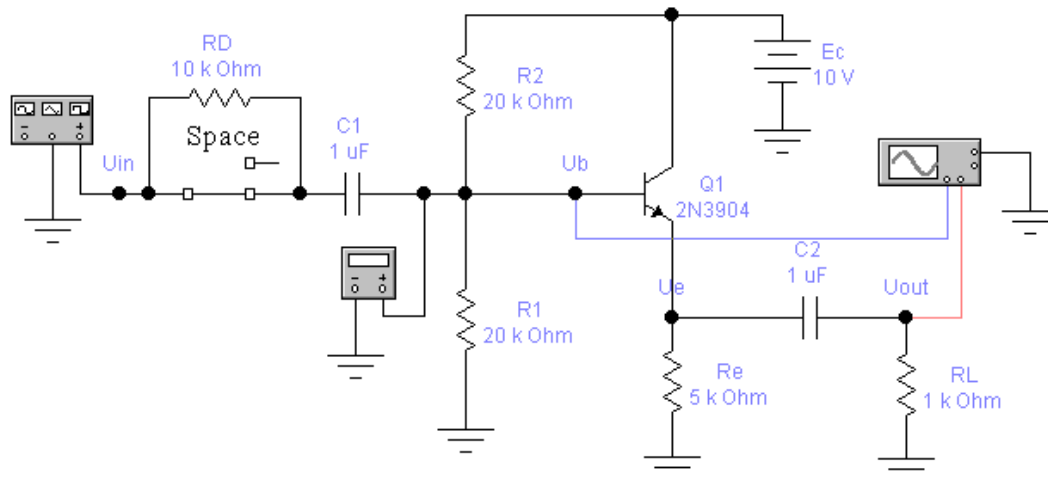 RD
10 k Ohm
Space
Uin
C1
1 uF
R2
20 k Ohm
Ub
Ec
10 V
Q1
2N3904
− +
− +
R1
20 k Ohm
Ue
C2
1 uF
Uout
Re
5 k Ohm
RL
1 k Ohm